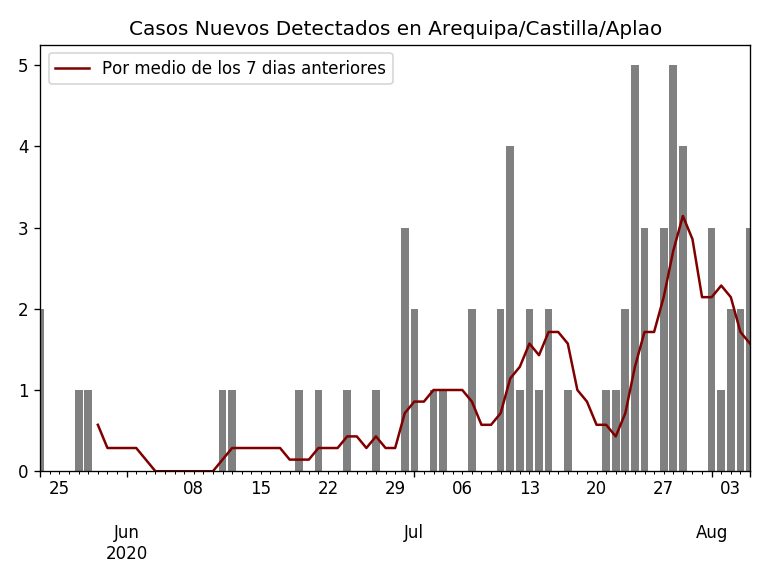 Casos Nuevos Detectados en Arequipa/Castilla/Aplao
Por medio de los 7 dias anteriores
5
4
3
2
1
0
25 08 15 22 29 06 13 20 27 03
Jun Jul Aug
2020